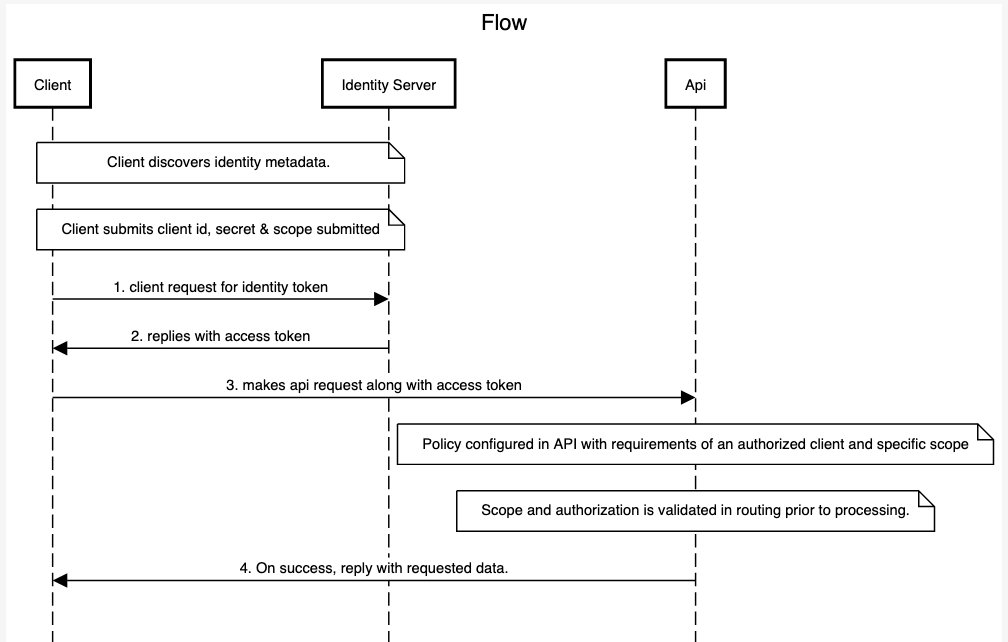 Flow
Client
Identity Server
Api
Client discovers identity metadata.
Client submits client id, secret & scope submitted
1. client request for identity token
2. replies with access token
3. makes api request along with access token
Policy configured in API with requirements of an authorized client and specific scope
Scope and authorization is validated in routing prior to processing.
4. On success, reply with requested data.